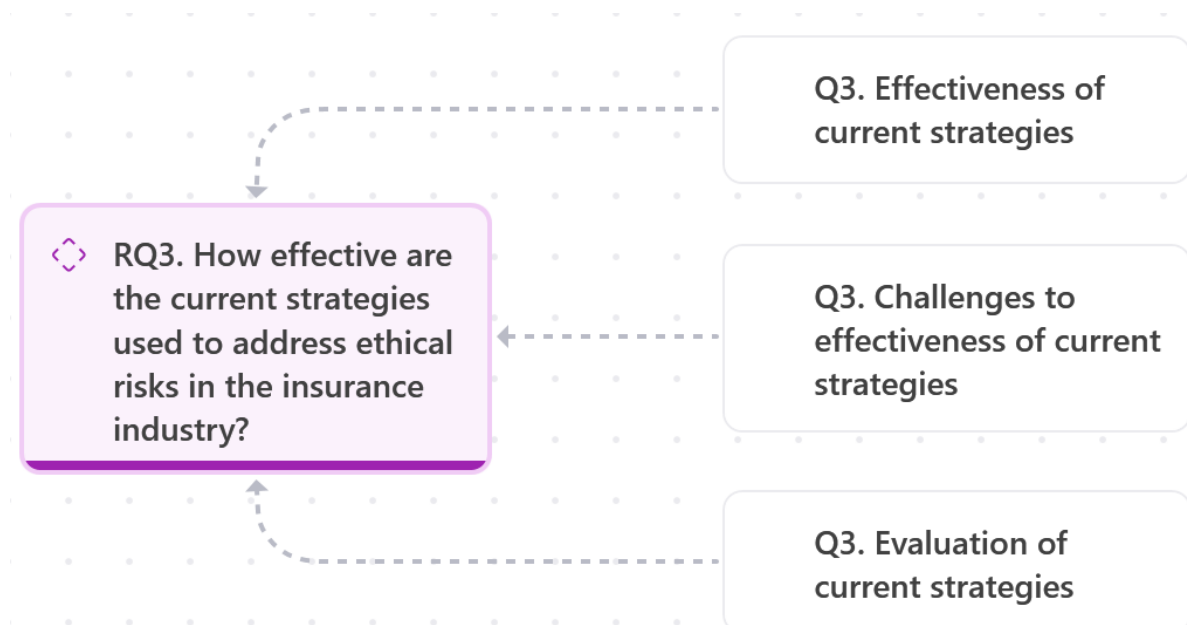 Q3. Effectiveness of
current strategies
RQ3. How effective are
the current strategies
used to address ethical
risks in the insurance
industry?
Q3. Challenges to
effectiveness of current
strategies
Q3. Evaluation of
current strategies